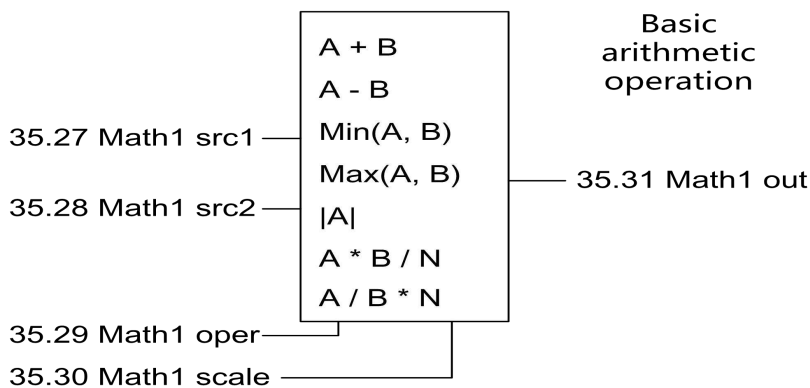 Basic
arithmetic
operation
A + B
A - B
Min(A, B)
Max(A, B)
|A|
A * B / N
A / B * N
35.27 Math1 src1
35.28 Math1 src2
35.29 Math1 oper
35.30 Math1 scale
35.31 Math1 out